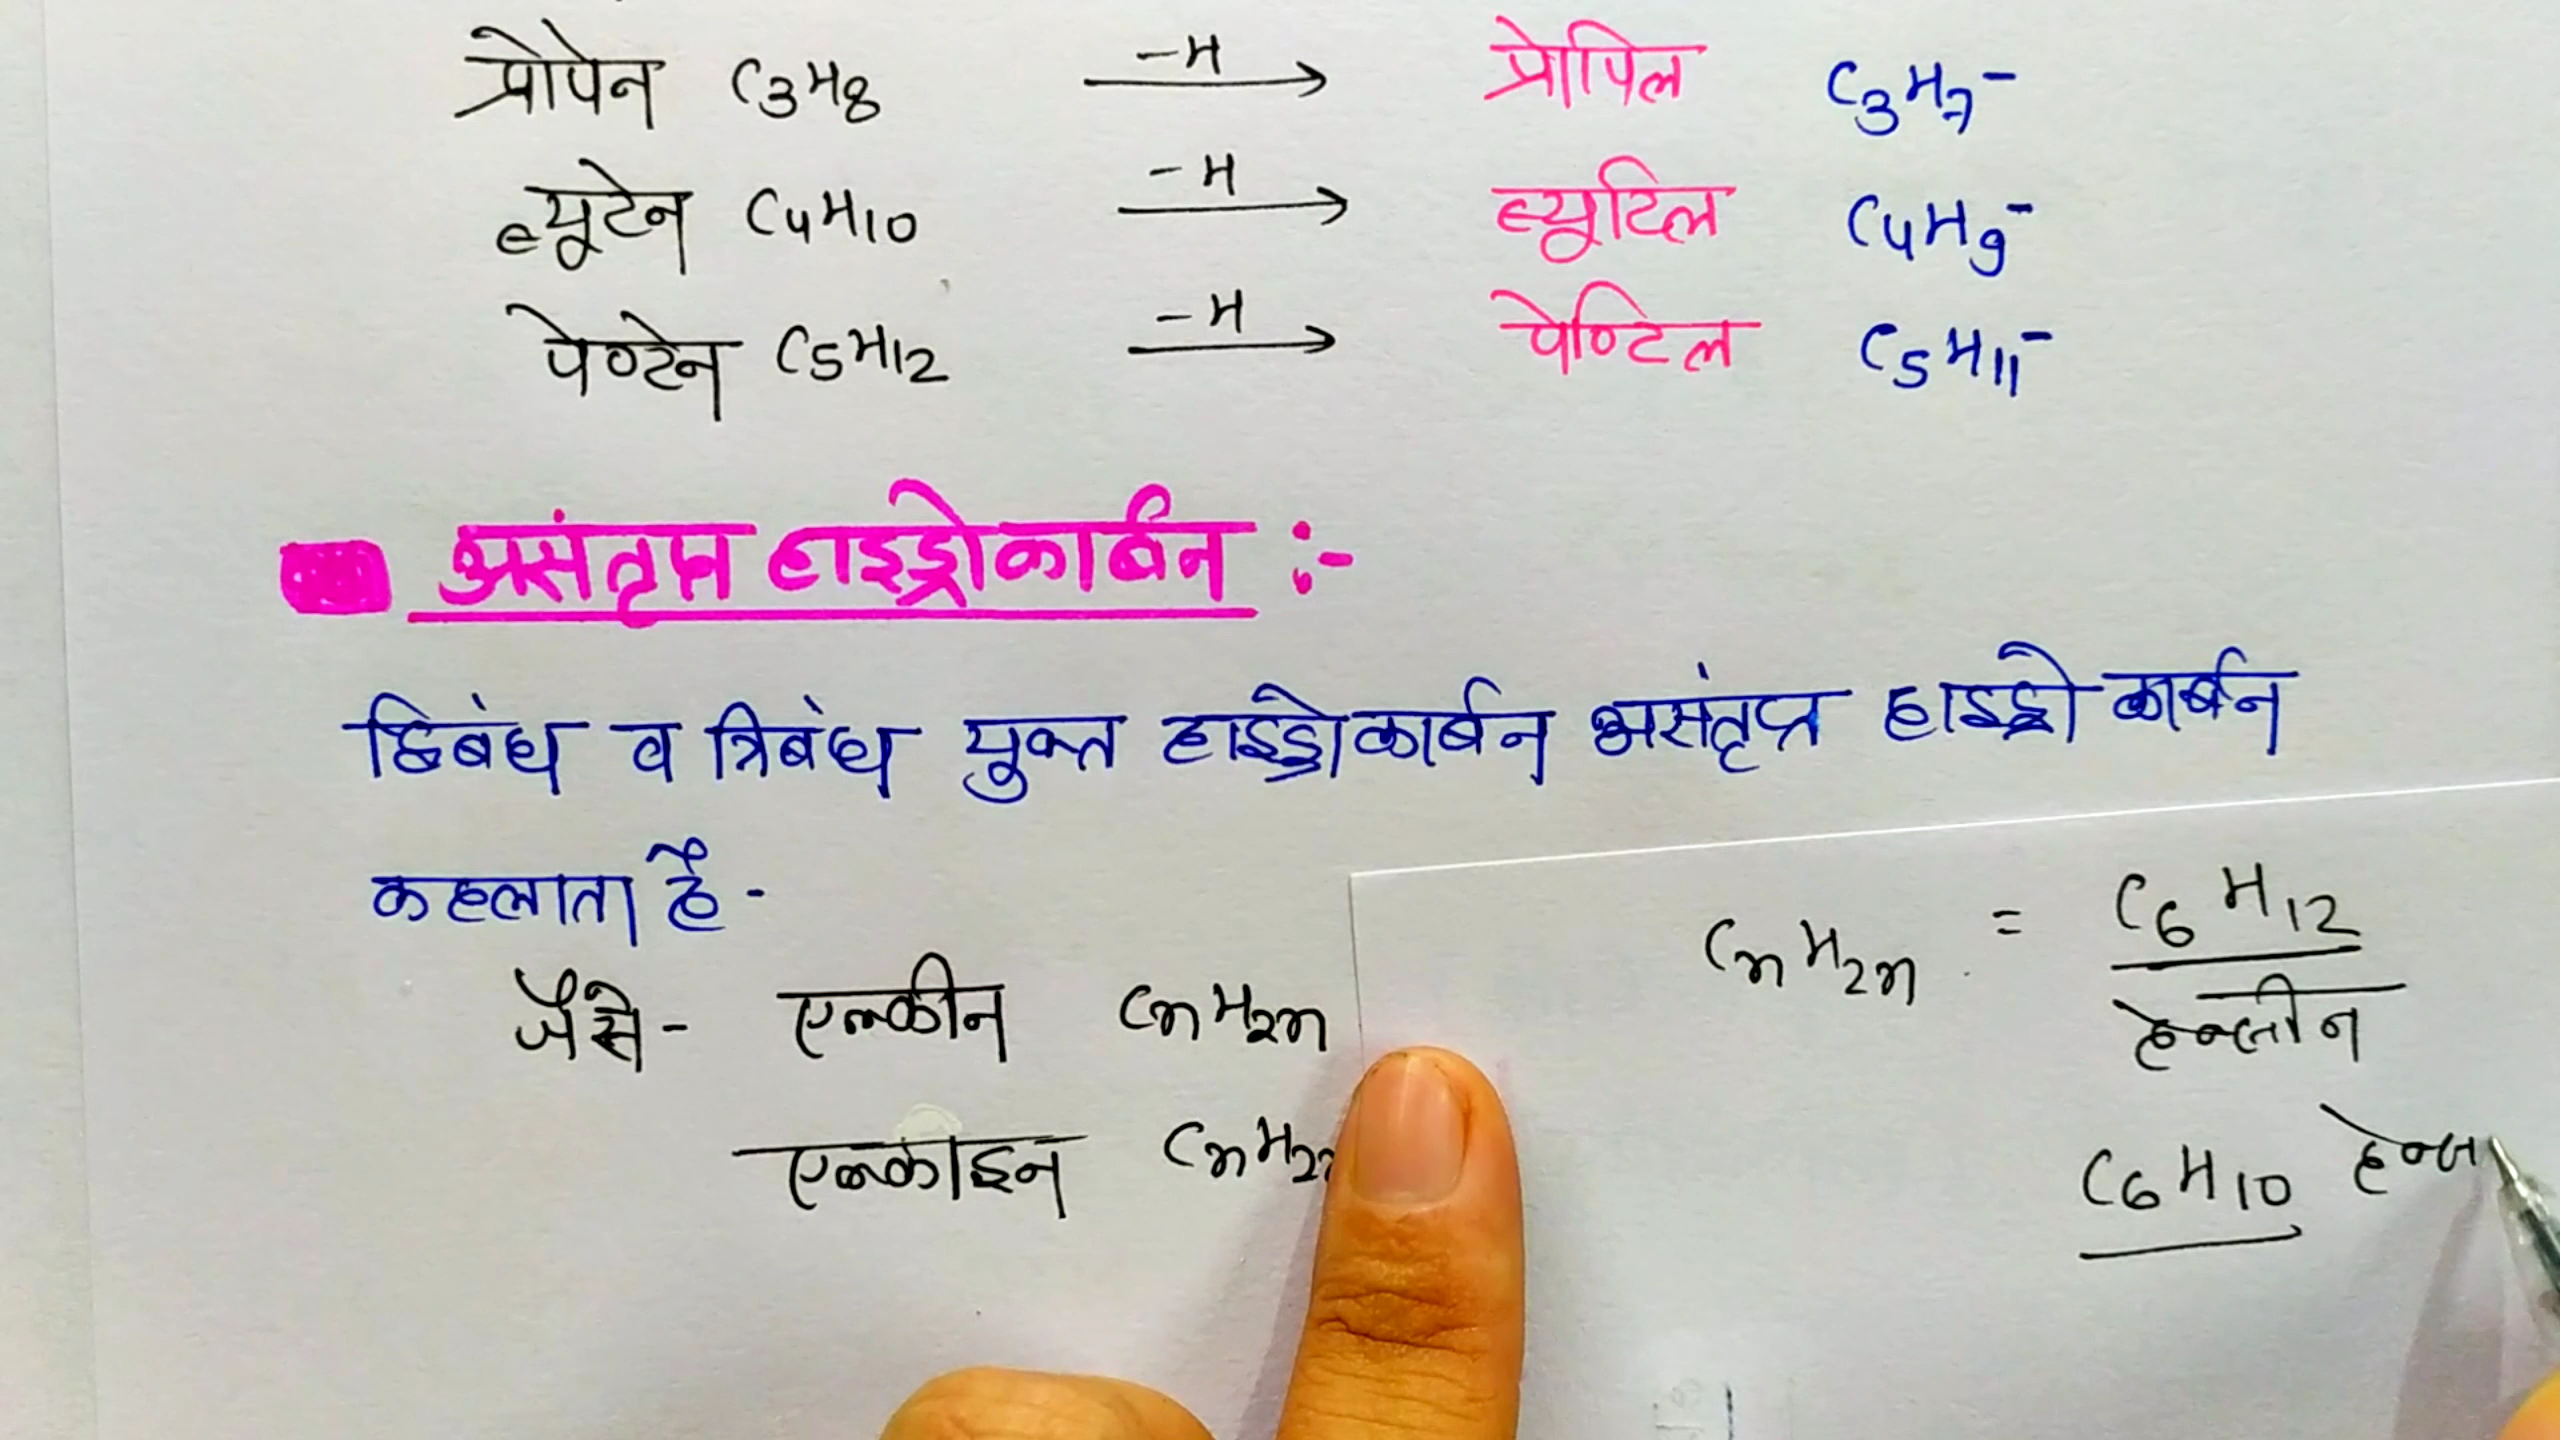 प्रोपेन C3H8 -H → प्रोपिल C3H7-
ब्यूटेन C4H10 -H → ब्यूटिल C4H9-
पेण्टेन C5H12 -H → पेण्टिल C5H11-
असंतृप्त हाइड्रोकार्बन :-
द्विबंध व त्रिबंध युक्त हाइड्रोकार्बन असंतृप्त हाइड्रोकार्बन
कहलाता है -
जैसे- एल्कीन CnH2n
एल्काइन CnH2n
CnH2n = C6H12
C6H10